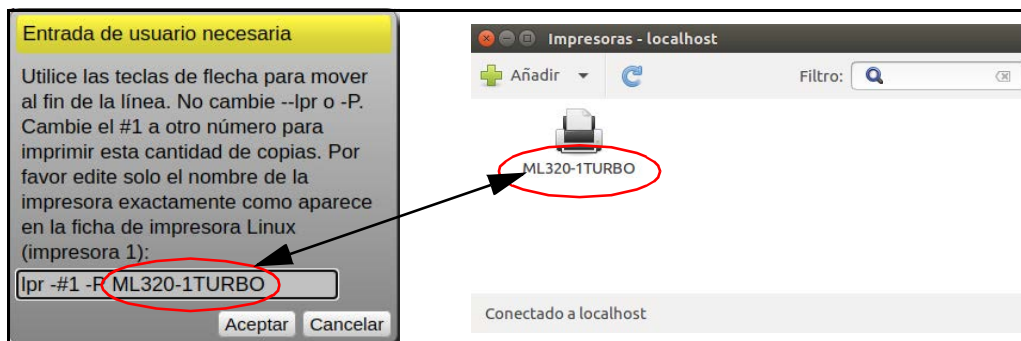 Entrada de usuario necesaria
Utilice las teclas de flecha para mover
al fin de la línea. No cambie --lpr o -P.
Cambie el #1 a otro número para
imprimir esta cantidad de copias. Por
favor edite solo el nombre de la
impresora exactamente como aparece
en la ficha de impresora Linux
(impresora 1):
lpr -#1 -P ML320-1TURBO
Aceptar Cancelar
Impresoras - localhost
Añadir Filtro:
ML320-1TURBO
Conectado a localhost